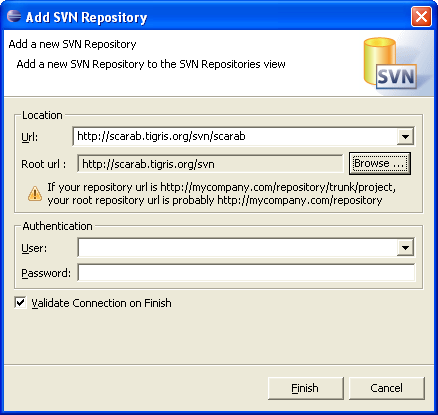 Add SVN Repository
Add a new SVN Repository
Add a new SVN Repository to the SVN Repositories view
SVN
Location
Url:
http://scarab.tigris.org/svn/scarab
Root url :
http://scarab.tigris.org/svn
Browse ...
If your repository url is http://mycompany.com/repository/trunk/project,
your root repository url is probably http://mycompany.com/repository
Authentication
User:
Password:
Validate Connection on Finish
Finish
Cancel